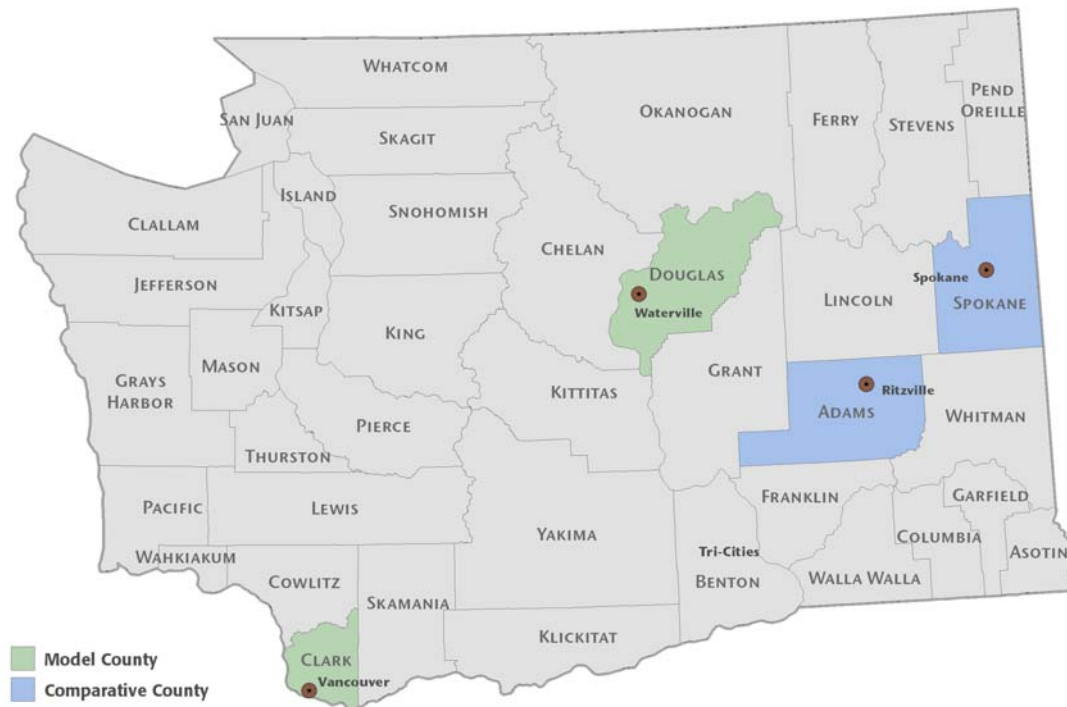 WHATCOM
OKANOGAN
FERRY
STEVENS
PEND
OREILLE
SAN JUAN
SKAGIT
ISLAND
SNOHOMISH
CLALLAM
CHELAN
DOUGLAS
Waterville
Spokane
SPOKANE
JEFFERSON
KITSAP
LINCOLN
KING
MASON
GRAYS
HARBOR
KITTITAS
GRANT
Ritzville
ADAMS
WHITMAN
PIERCE
THURSTON
PACIFIC
LEWIS
YAKIMA
FRANKLIN
GARFIELD
WAHKIAKUM
COLUMBIA
ASOTIN
Tri-Cities
BENTON
WALLA WALLA
COWLITZ
SKAMANIA
KLICKITAT
CLARK
Vancouver
Model County
Comparative County